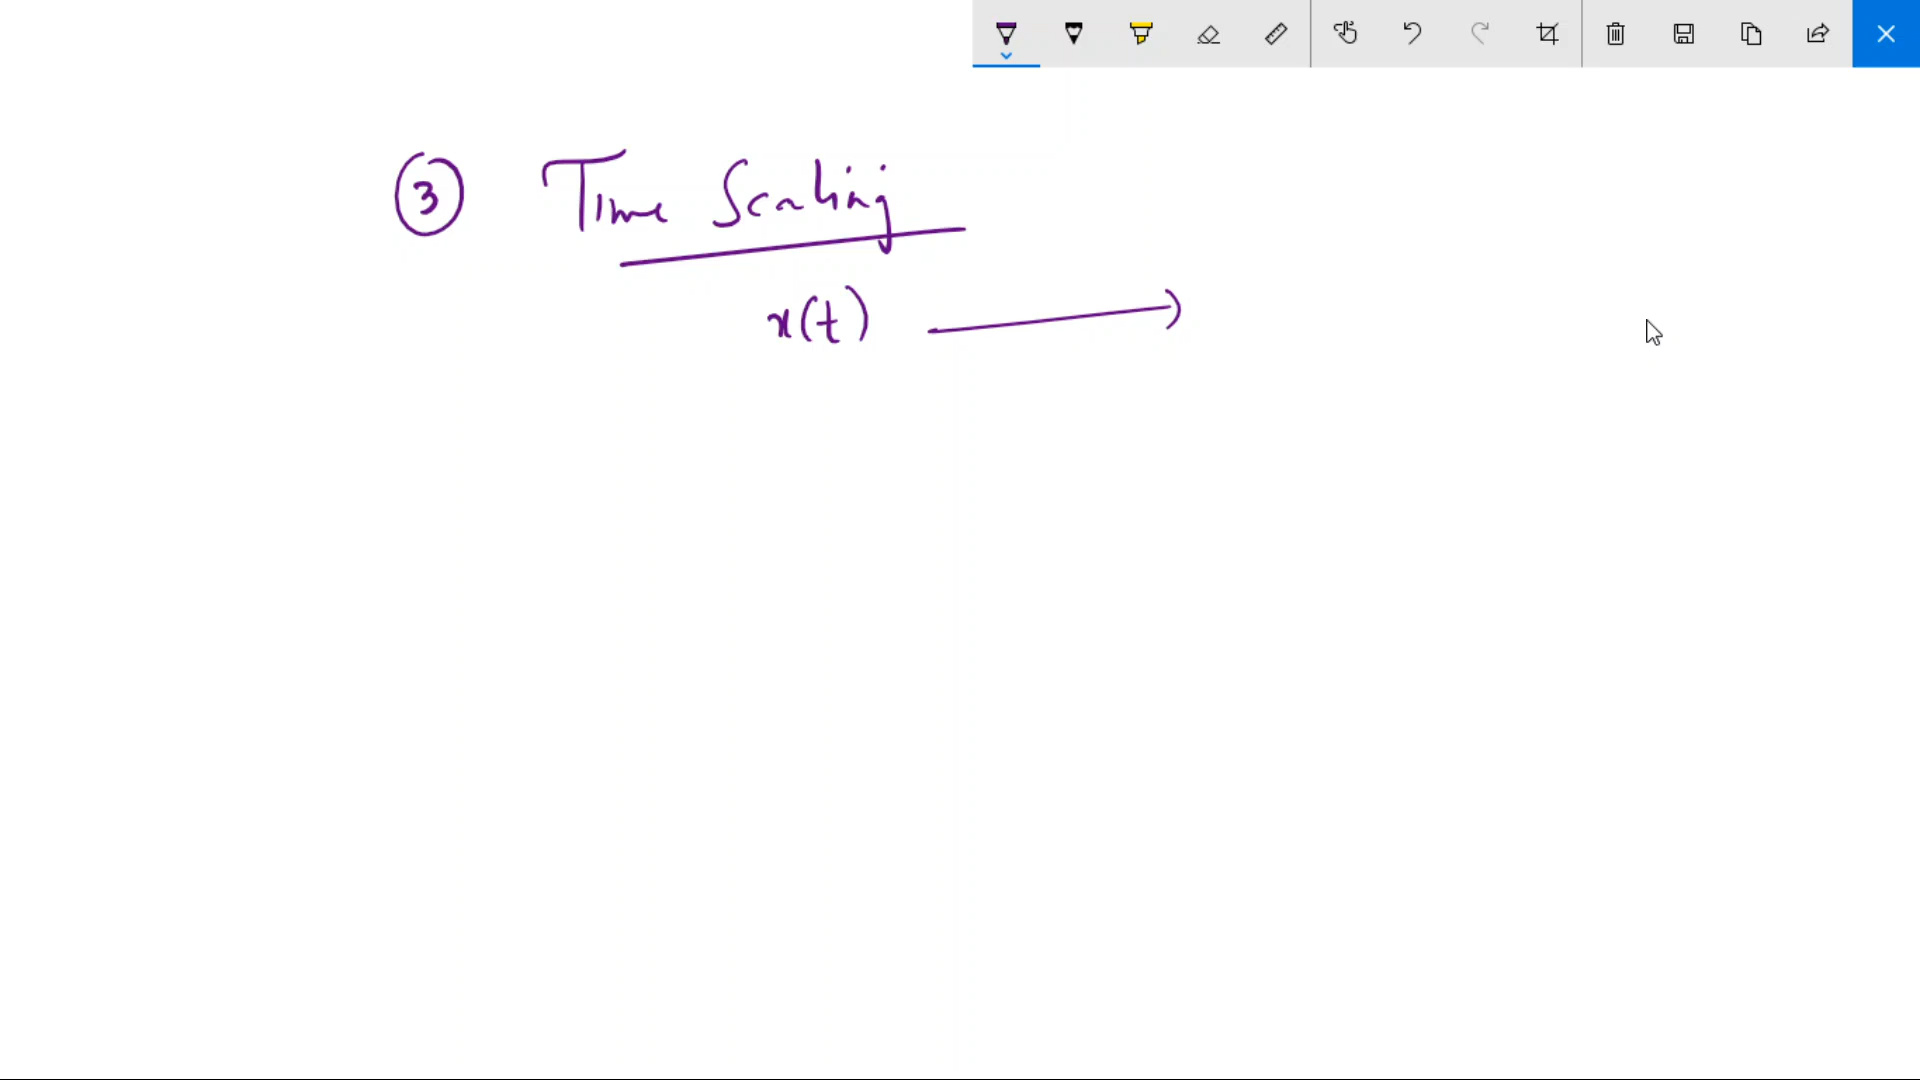 ③ Time Scaling
x(t) ⟶